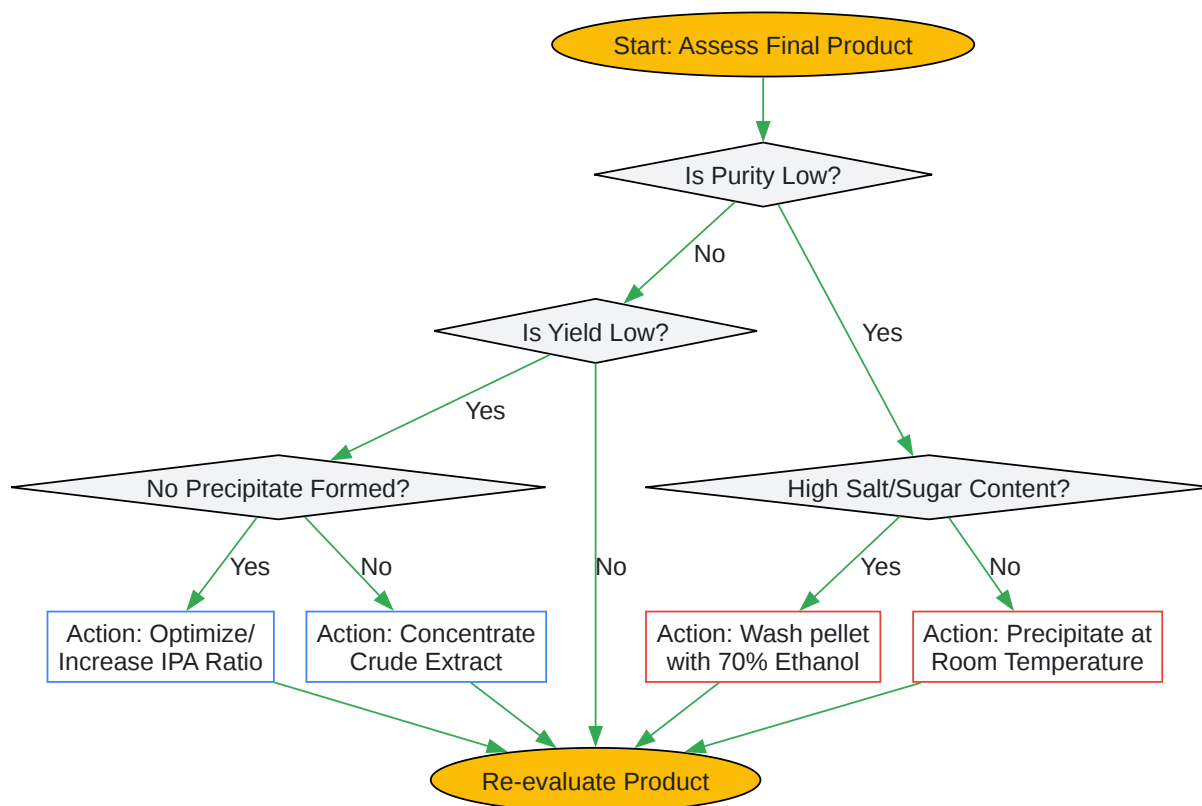 Start: Assess Final Product
Is Purity Low?
No
Is Yield Low?
Yes
Yes
No Precipitate Formed?
High Salt/Sugar Content?
Yes
No
No
Yes
No
Action: Optimize/
Increase IPA Ratio
Action: Concentrate
Crude Extract
Action: Wash pellet
with 70% Ethanol
Action: Precipitate at
Room Temperature
Re-evaluate Product